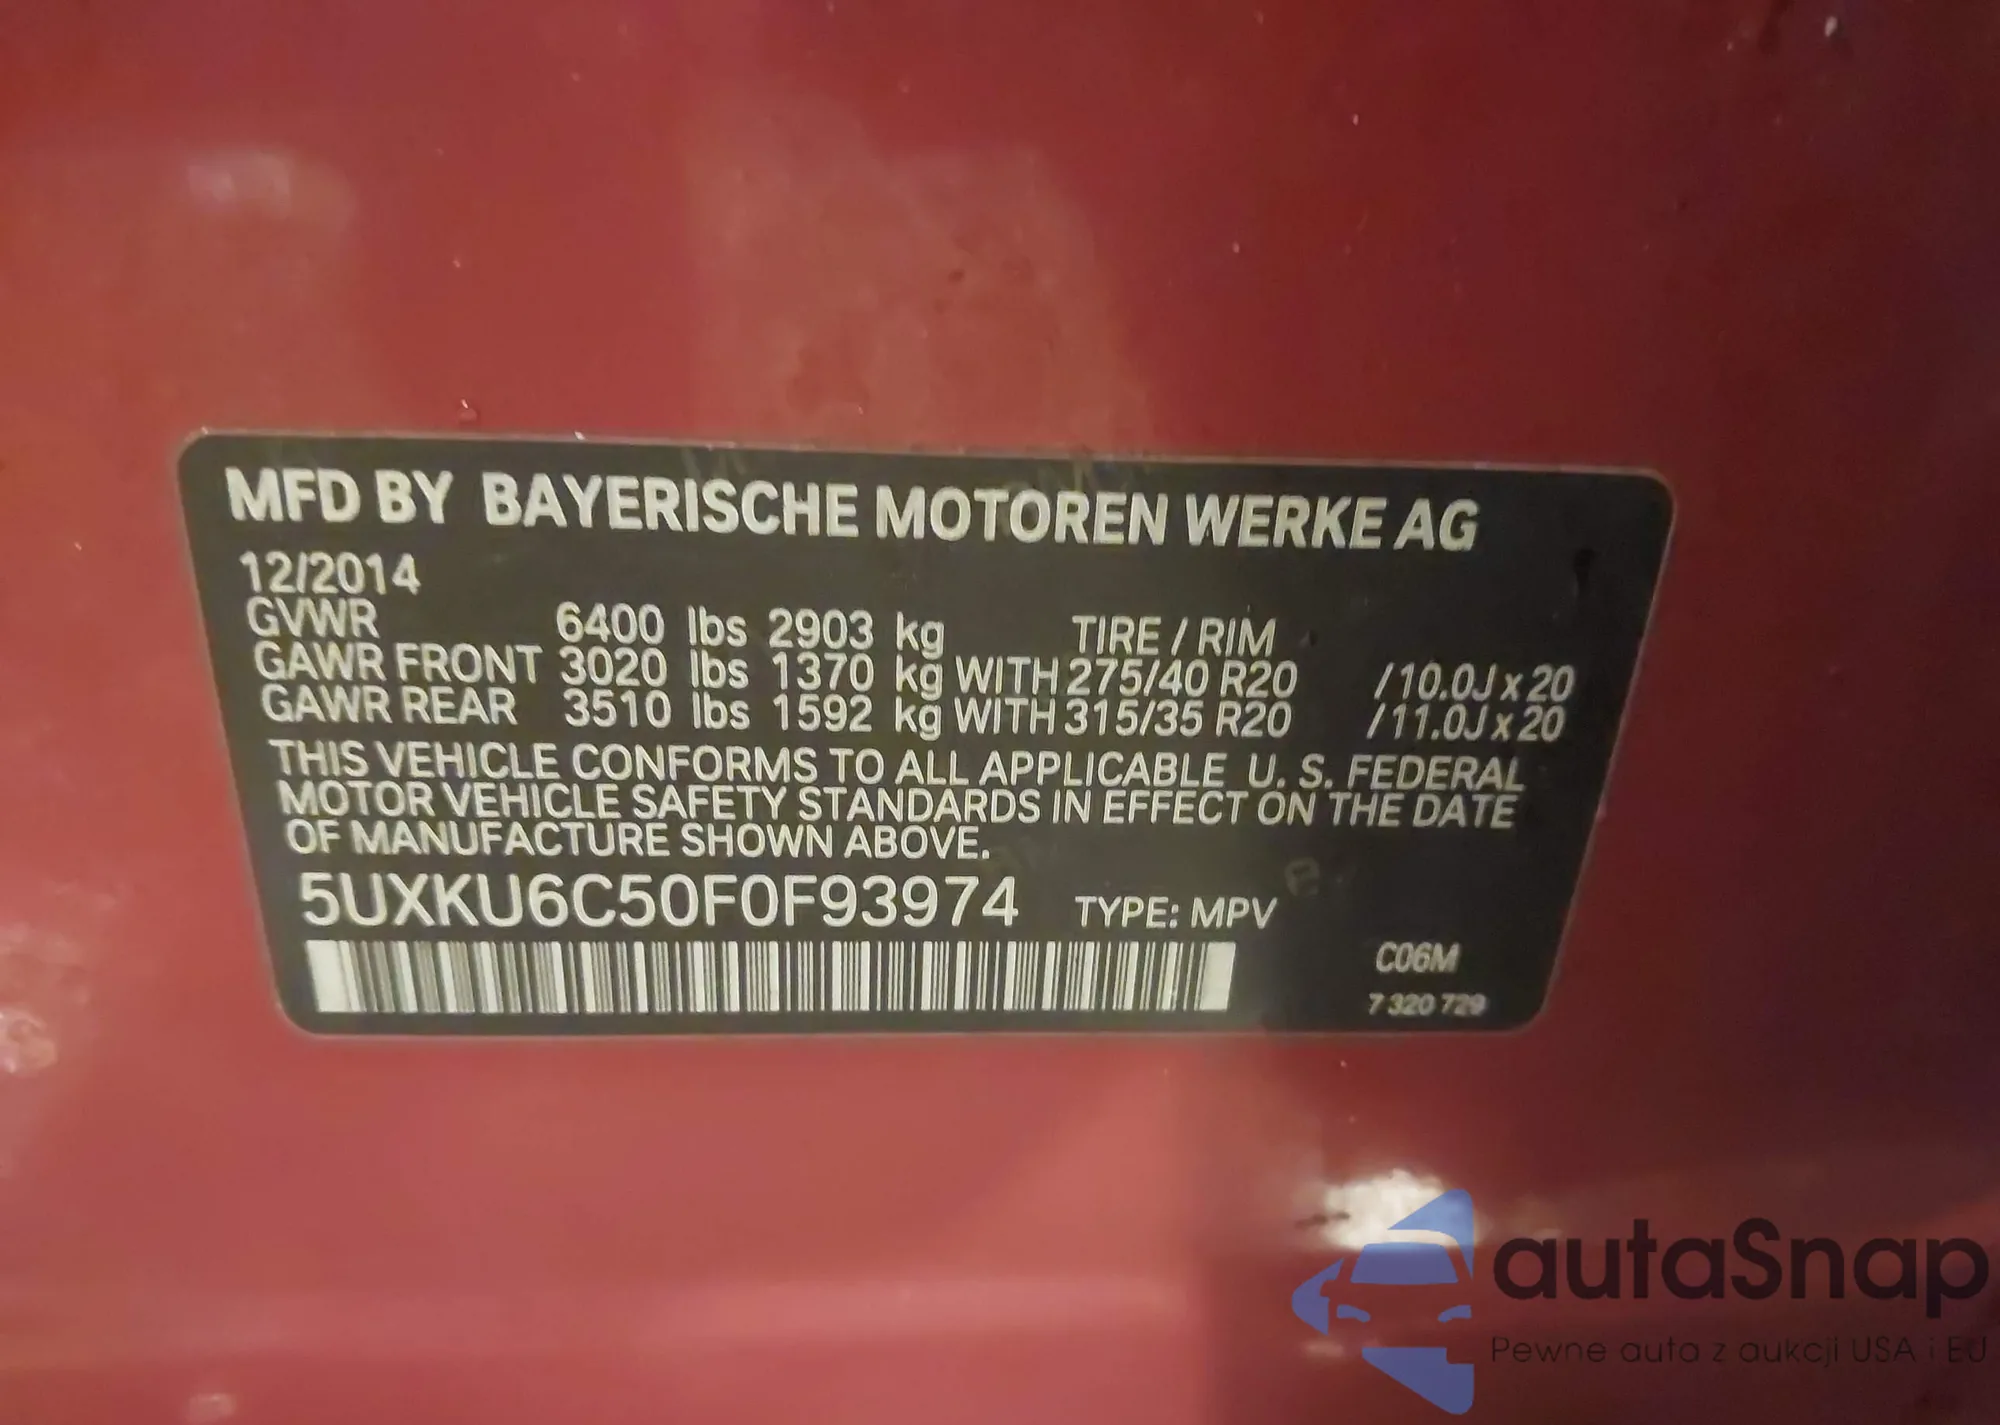 MFD BY BAYERISCHE MOTOREN WERKE AG
12/2014
GVWR 6400 lbs 2903 kg TIRE / RIM
GAWR FRONT 3020 lbs 1370 kg WITH 275/40 R20 / 10.0J x 20
GAWR REAR 3510 lbs 1592 kg WITH 315/35 R20 / 11.0J x 20
THIS VEHICLE CONFORMS TO ALL APPLICABLE U. S. FEDERAL
MOTOR VEHICLE SAFETY STANDARDS IN EFFECT ON THE DATE
OF MANUFACTURE SHOWN ABOVE.
5UXKU6C50F0F93974 TYPE: MPV
C06M
7 320 729
autaSnap
Pewne auta z aukcji USA i EU